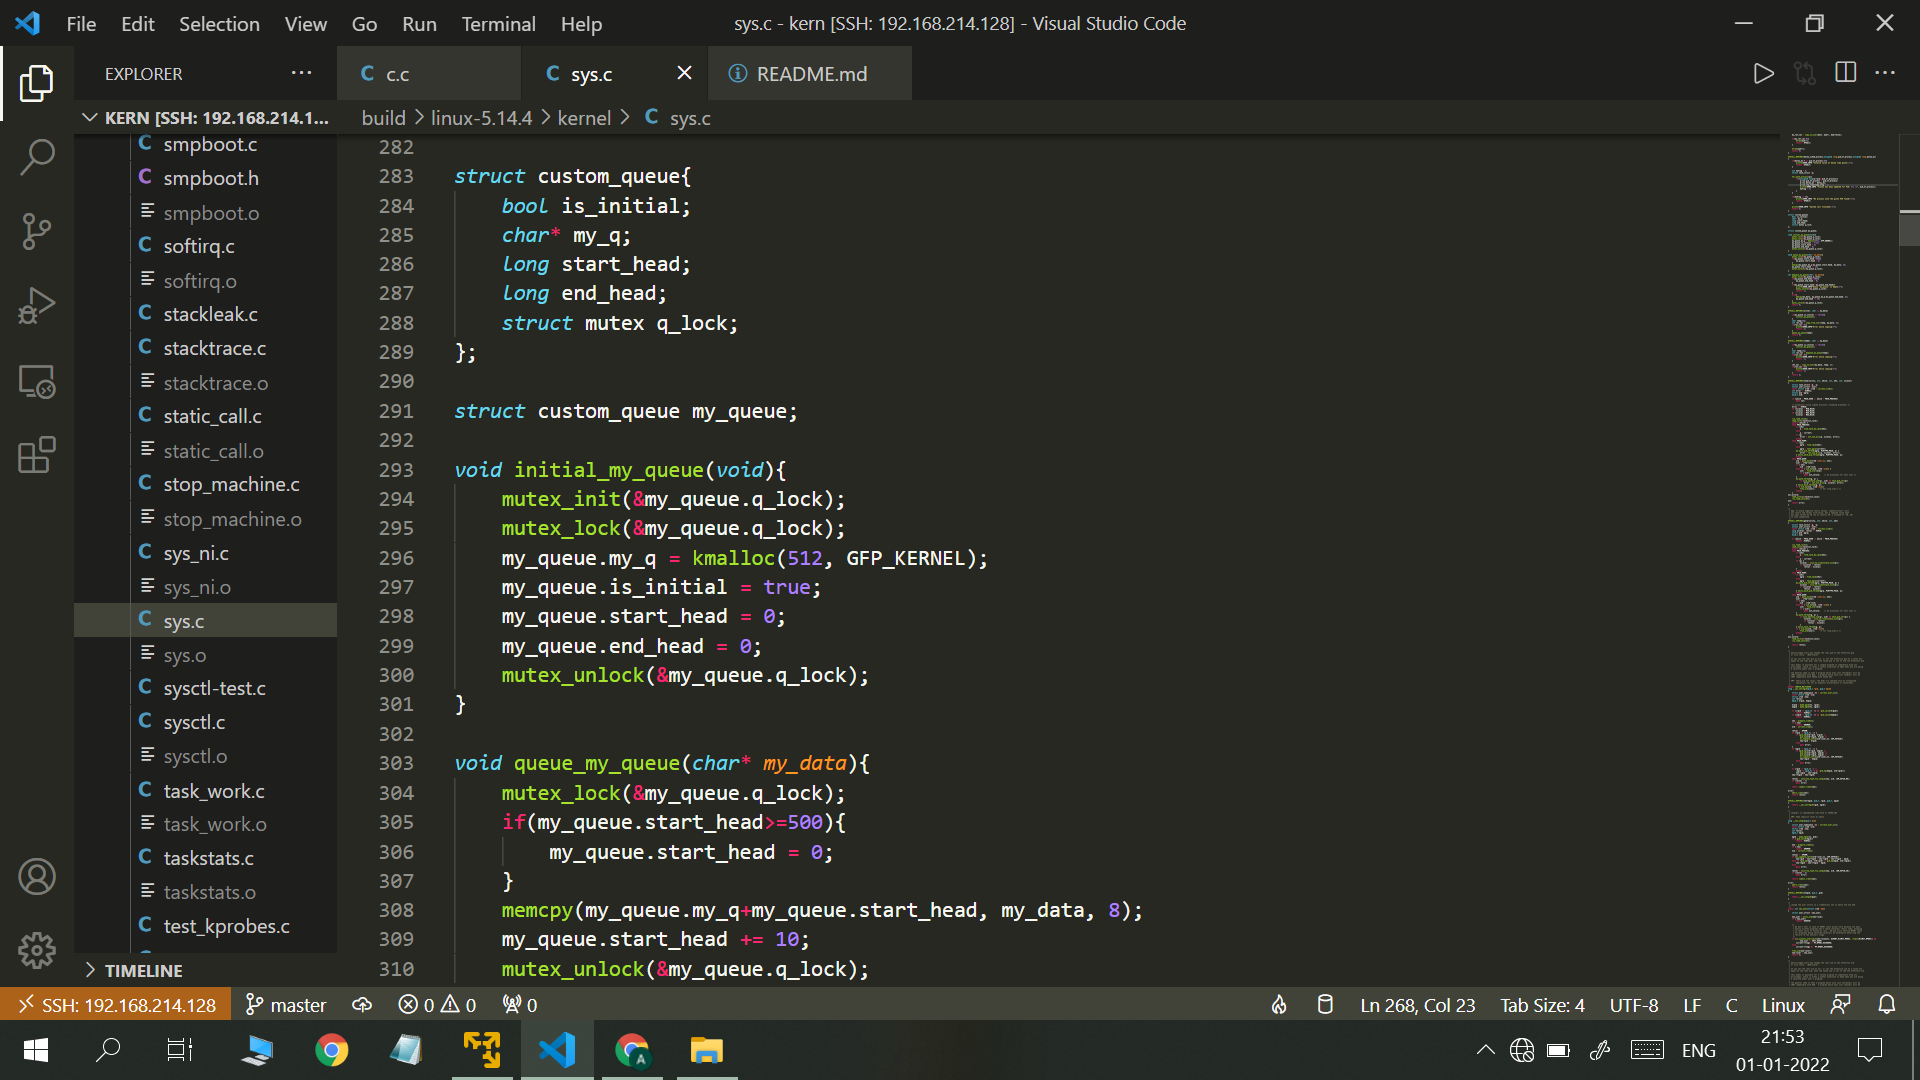 File Edit Selection View Go Run Terminal Help
sys.c - kern [SSH: 192.168.214.128] - Visual Studio Code
EXPLORER
c.c
sys.c
README.md
KERN [SSH: 192.168.214.1...
build > linux-5.14.4 > kernel > C sys.c
smpboot.c
smpboot.h
smpboot.o
softirq.c
softirq.o
stackleak.c
stacktrace.c
stacktrace.o
static_call.c
static_call.o
stop_machine.c
stop_machine.o
sys_ni.c
sys_ni.o
sys.c
sys.o
sysctl-test.c
sysctl.c
sysctl.o
task_work.c
task_work.o
taskstats.c
taskstats.o
test_kprobes.c
TIMELINE
282
283 struct custom_queue{
284     bool is_initial;
285     char* my_q;
286     long start_head;
287     long end_head;
288     struct mutex q_lock;
289 };
290
291 struct custom_queue my_queue;
292
293 void initial_my_queue(void){
294     mutex_init(&my_queue.q_lock);
295     mutex_lock(&my_queue.q_lock);
296     my_queue.my_q = kmalloc(512, GFP_KERNEL);
297     my_queue.is_initial = true;
298     my_queue.start_head = 0;
299     my_queue.end_head = 0;
300     mutex_unlock(&my_queue.q_lock);
301 }
302
303 void queue_my_queue(char* my_data){
304     mutex_lock(&my_queue.q_lock);
305     if(my_queue.start_head>=500){
306         my_queue.start_head = 0;
307     }
308     memcpy(my_queue.my_q+my_queue.start_head, my_data, 8);
309     my_queue.start_head += 10;
310     mutex_unlock(&my_queue.q_lock);
SSH: 192.168.214.128 master 0 0 0
Ln 268, Col 23 Tab Size: 4 UTF-8 LF C Linux
A
ENG
21:53
01-01-2022